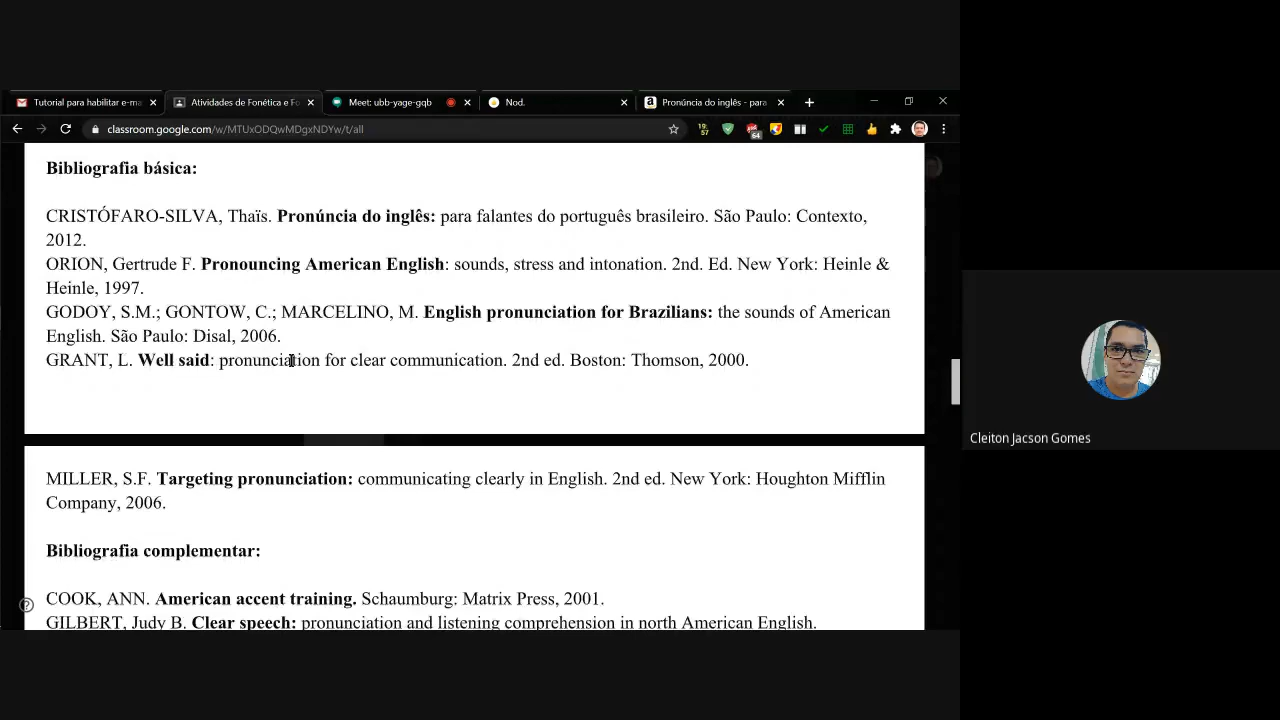 Tutorial para habilitar e-ma
Atividades de Fonética e Fo
Meet: ubb-yage-gqb
Nod.
Pronúncia do inglês - para
classroom.google.com/w/MTUxODQwMDgxNDYw/t/all
Bibliografia básica:
CRISTÓFARO-SILVA, Thaïs. Pronúncia do inglês: para falantes do português brasileiro. São Paulo: Contexto,
2012.
ORION, Gertrude F. Pronouncing American English: sounds, stress and intonation. 2nd. Ed. New York: Heinle &
Heinle, 1997.
GODOY, S.M.; GONTOW, C.; MARCELINO, M. English pronunciation for Brazilians: the sounds of American
English. São Paulo: Disal, 2006.
GRANT, L. Well said: pronunciation for clear communication. 2nd ed. Boston: Thomson, 2000.
MILLER, S.F. Targeting pronunciation: communicating clearly in English. 2nd ed. New York: Houghton Mifflin
Company, 2006.
Bibliografia complementar:
COOK, ANN. American accent training. Schaumburg: Matrix Press, 2001.
GILBERT, Judy B. Clear speech: pronunciation and listening comprehension in north American English.
Cleiton Jacson Gomes